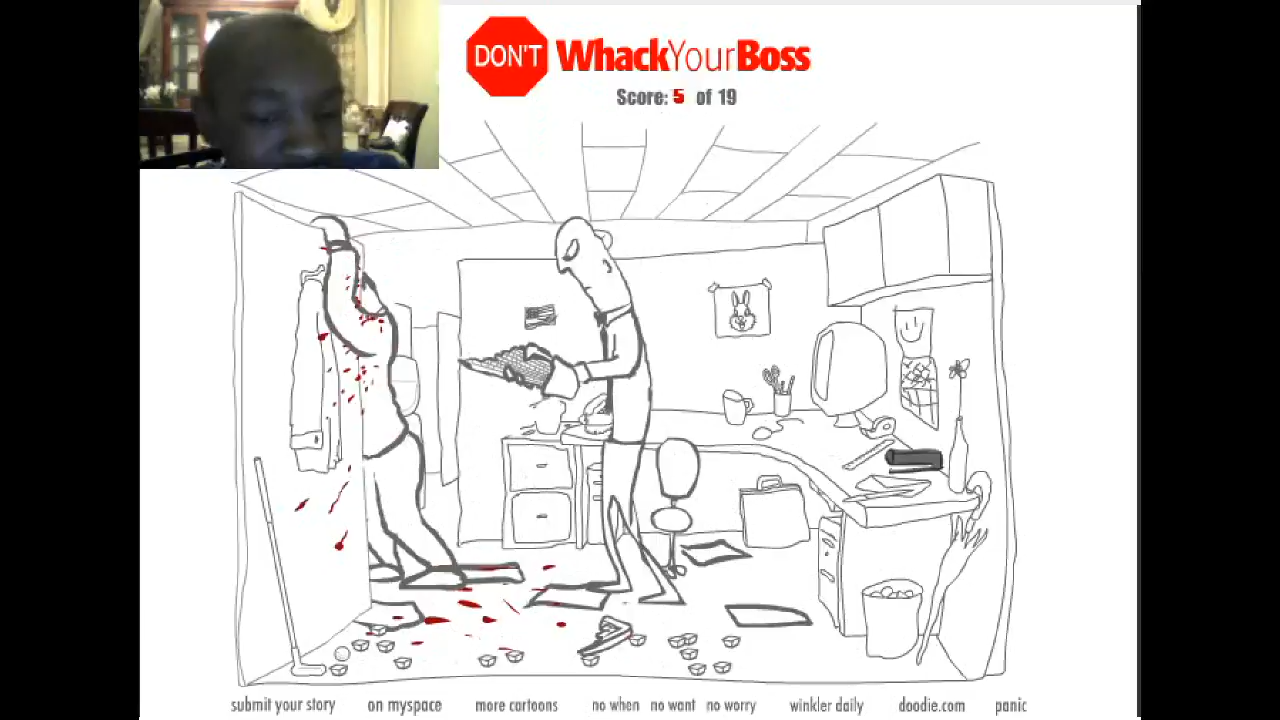 DON'T WhackYourBoss
Score: 5 of 19
submit your story on myspace more cartoons no when no want no worry winkler daily doodie.com panic